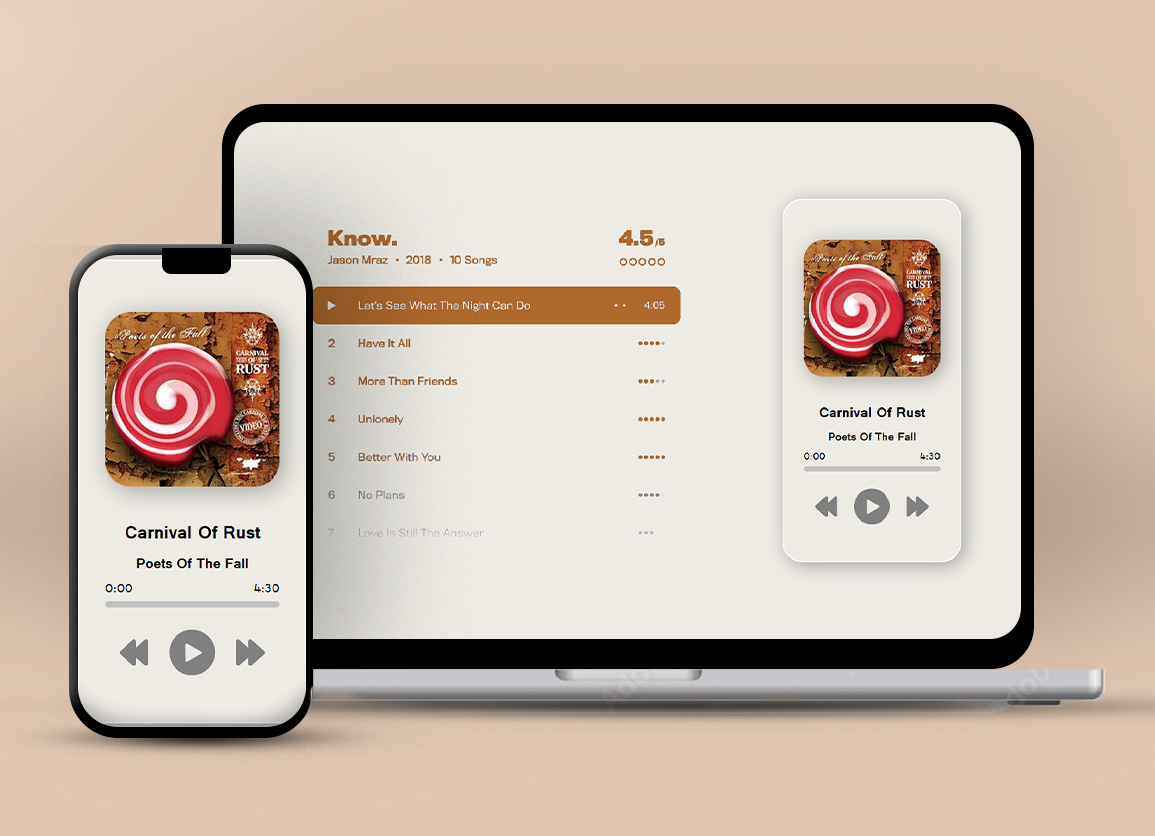 Know.
Jason Mraz • 2018 • 10 Songs
4.5/5
Let's See What The Night Can Do 4:05
2 Have It All
3 More Than Friends
4 Unlonely
5 Better With You
6 No Plans
7 Love Is Still The Answer
Poets of the Fall
CARNIVAL
OF
RUST
VIDEO
Carnival Of Rust
Poets Of The Fall
0:00 4:30
Poets of the Fall
CARNIVAL
OF
RUST
VIDEO
Carnival Of Rust
Poets Of The Fall
0:00 4:30